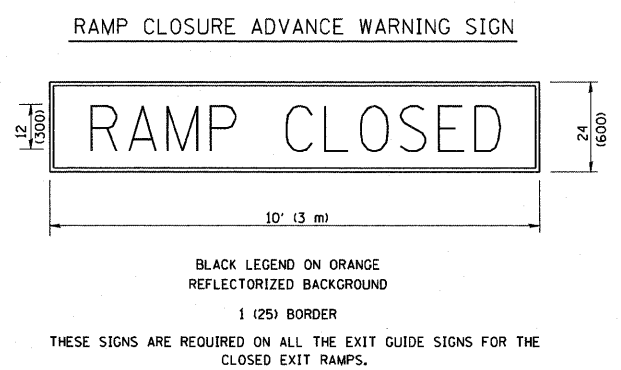 RAMP CLOSURE ADVANCE WARNING SIGN
RAMP CLOSED
12
(300)
24
(600)
10' (3 m)
BLACK LEGEND ON ORANGE
REFLECTORIZED BACKGROUND
1 (25) BORDER
THESE SIGNS ARE REQUIRED ON ALL THE EXIT GUIDE SIGNS FOR THE
CLOSED EXIT RAMPS.